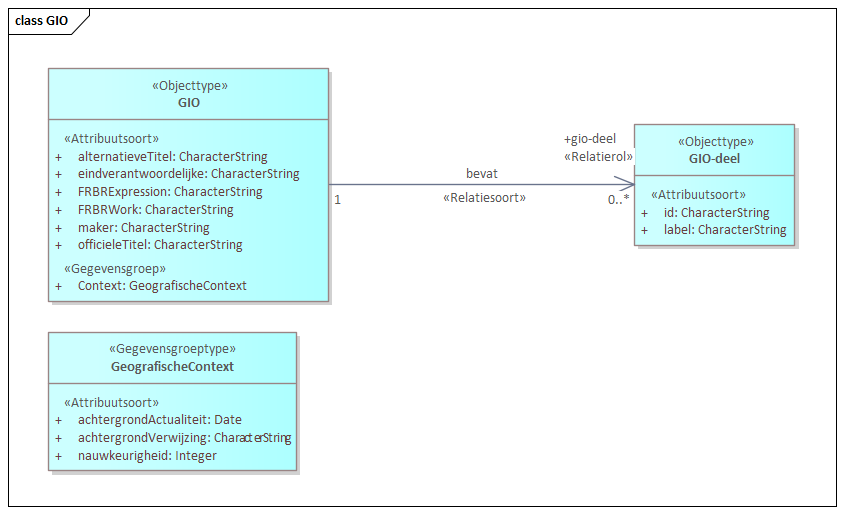 class GIO
«Objecttype»
GIO
«Attribuutsoort»
+ alternatieveTitel: CharacterString
+ eindverantwoordelijke: CharacterString
+ FRBRExpression: CharacterString
+ FRBRWork: CharacterString
+ maker: CharacterString
+ officieleTitel: CharacterString
«Gegevensgroep»
+ Context: GeografischeContext
bevat
«Relatiesoort»
1
+gio-deel
«Relatierol»
0..*
«Objecttype»
GIO-deel
«Attribuutsoort»
+ id: CharacterString
+ label: CharacterString
«Gegevensgroeptype»
GeografischeContext
«Attribuutsoort»
+ achtergrondActualiteit: Date
+ achtergrondVerwijzing: CharacterString
+ nauwkeurigheid: Integer